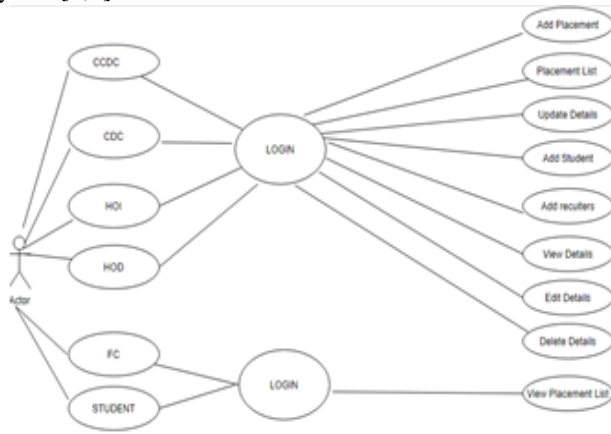 Add Placement
CCDC
Placement List
Update Details
CDC
LOGIN
Add Student
HOI
Add recuiters
HOD
View Details
Edit Details
Actor
Delete Details
FC
LOGIN
View Placement List
STUDENT